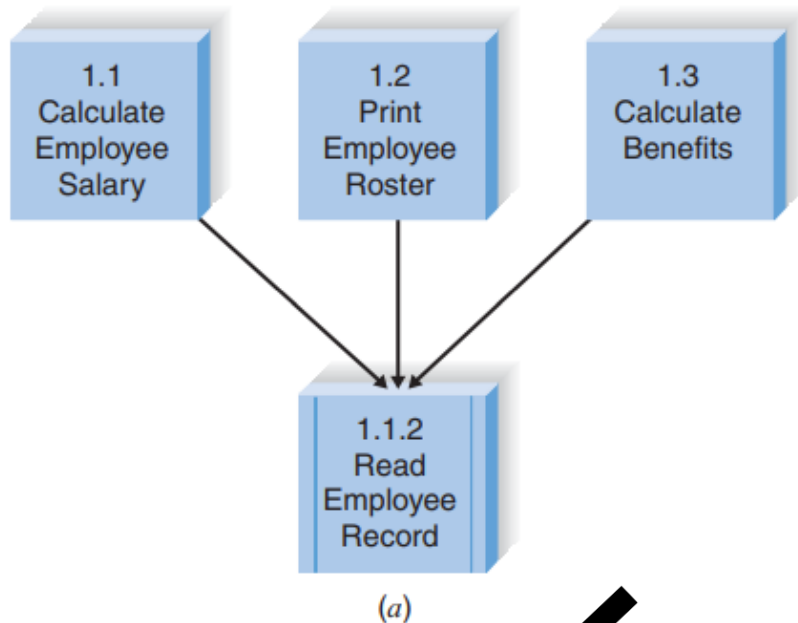 1.1
Calculate
Employee
Salary
1.2
Print
Employee
Roster
1.3
Calculate
Benefits
1.1.2
Read
Employee
Record
(a)